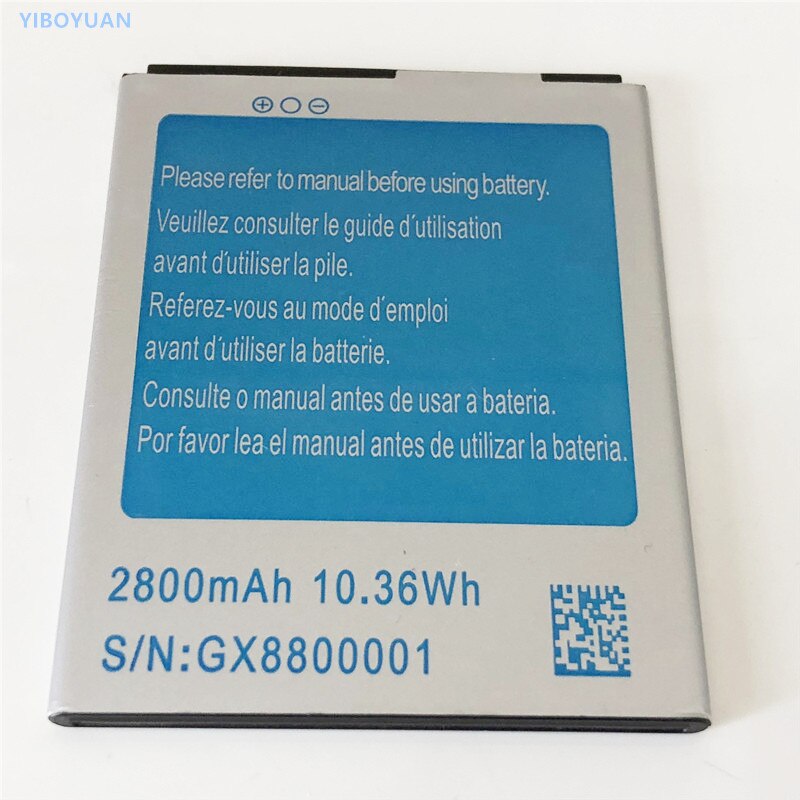 YIBOYUAN
Please refer to manual before using battery.
Veuillez consulter le guide d´utilisation
avant d´utiliser la pile.
Referez-vous au mode d´emploi
avant d´utiliser la batterie.
Consulte o manual antes de usar a bateria.
Por favor lea el manual antes de utilizar la bateria.
2800mAh 10.36Wh
S/N:GX8800001